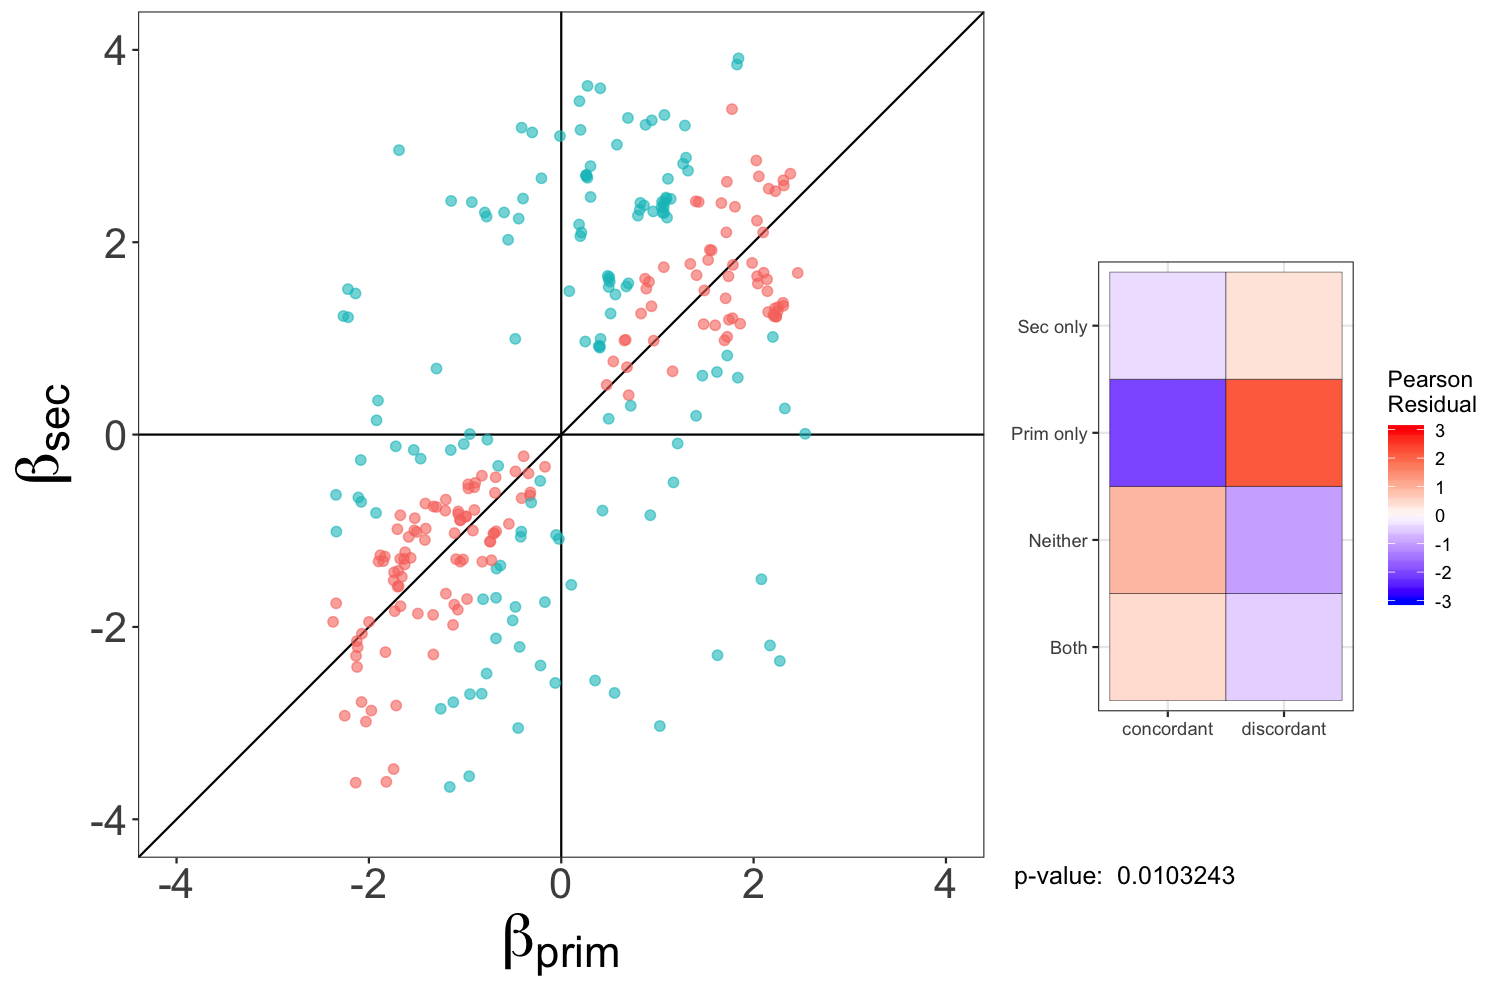 4
2
0
-2
-4
βsec
-4
-2
0
2
4
βprim
Sec only
Prim only
Neither
Both
concordant
discordant
Pearson
Residual
3
2
1
0
-1
-2
-3
p-value: 0.0103243